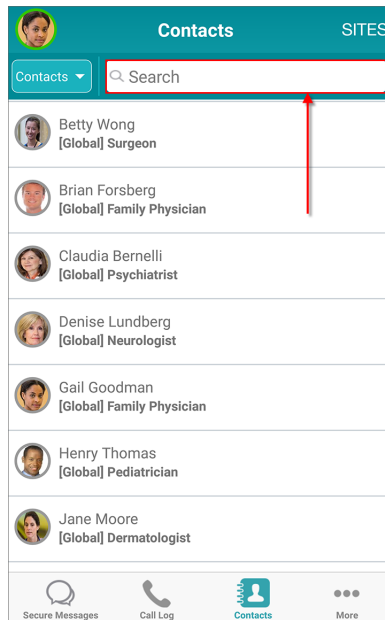 Contacts
SITES
Contacts
Search
Betty Wong
[Global] Surgeon
Brian Forsberg
[Global] Family Physician
Claudia Bernelli
[Global] Psychiatrist
Denise Lundberg
[Global] Neurologist
Gail Goodman
[Global] Family Physician
Henry Thomas
[Global] Pediatrician
Jane Moore
[Global] Dermatologist
Secure Messages
Call Log
Contacts
More